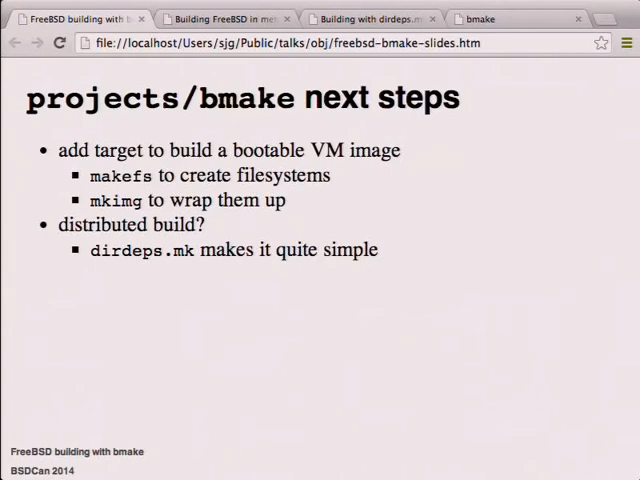 FreeBSD building with b
Building FreeBSD in met
Building with dirdeps.m
bmake
file://localhost/Users/sjg/Public/talks/obj/freebsd-bmake-slides.htm
projects/bmake next steps
• add target to build a bootable VM image
▪ makefs to create filesystems
▪ mkimg to wrap them up
• distributed build?
▪ dirdeps.mk makes it quite simple
FreeBSD building with bmake
BSDCan 2014